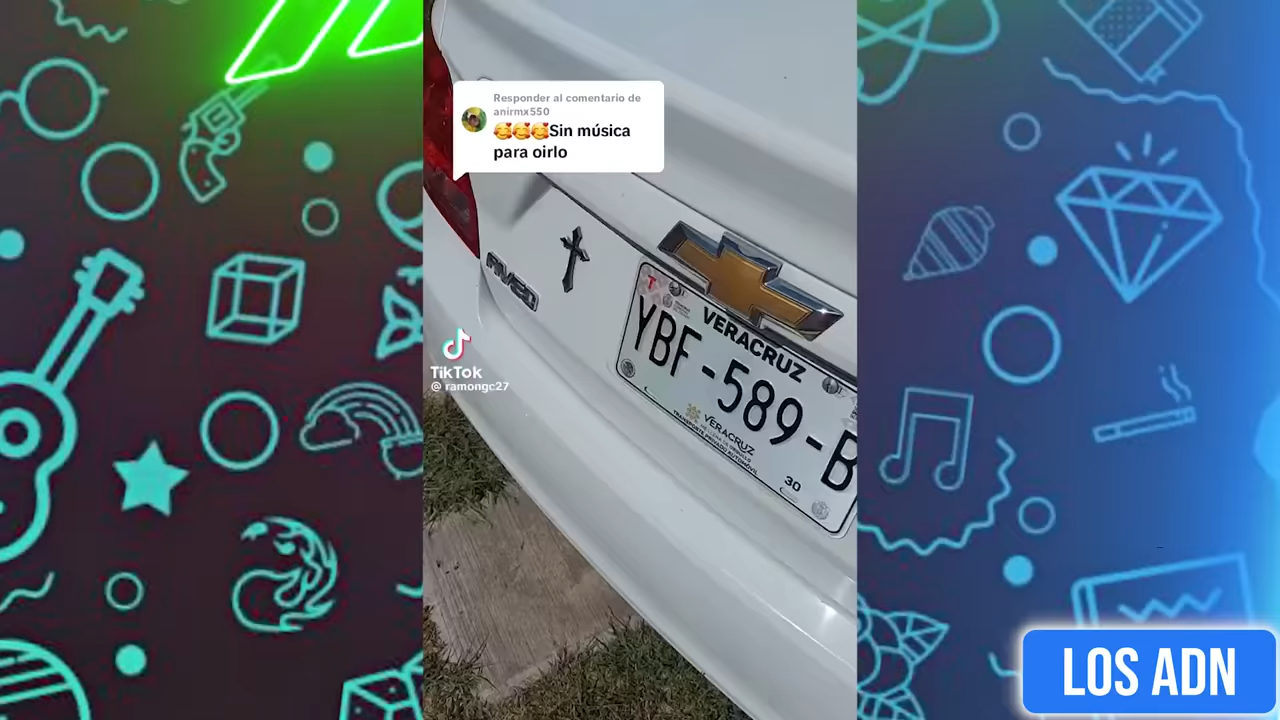 Responder al comentario de
anirmx550
🥰🥰🥰Sin música
para oirlo
AVEO
VERACRUZ
YBF-589-B
VERACRUZ
TRANSPORTE PRIVADO AUTOMÓVIL
30
TikTok
@ ramongc27
LOS ADN